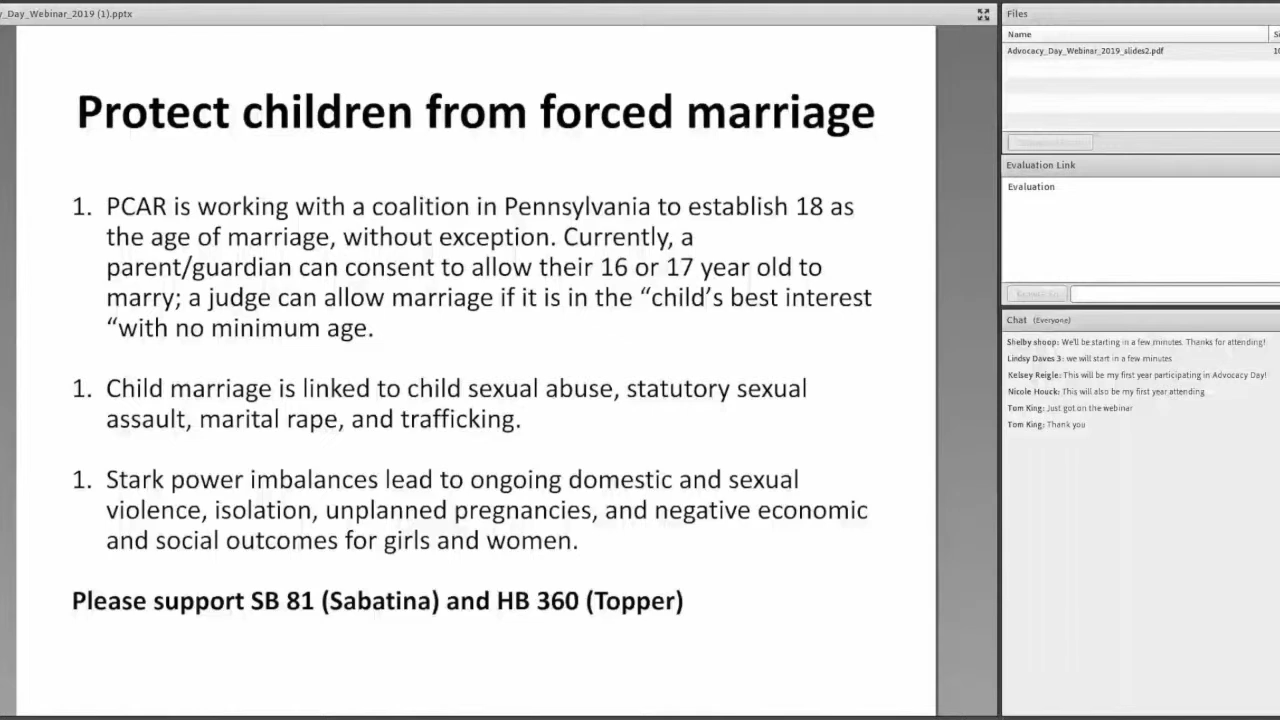 y_Day_Webinar_2019 (1).pptx
Protect children from forced marriage
1. PCAR is working with a coalition in Pennsylvania to establish 18 as
the age of marriage, without exception. Currently, a
parent/guardian can consent to allow their 16 or 17 year old to
marry; a judge can allow marriage if it is in the “child’s best interest
“with no minimum age.
1. Child marriage is linked to child sexual abuse, statutory sexual
assault, marital rape, and trafficking.
1. Stark power imbalances lead to ongoing domestic and sexual
violence, isolation, unplanned pregnancies, and negative economic
and social outcomes for girls and women.
Please support SB 81 (Sabatina) and HB 360 (Topper)
Files
Name
Advocacy_Day_Webinar_2019_slides2.pdf
Evaluation Link
Evaluation
Chat (Everyone)
Shelby shoop: We'll be starting in a few minutes. Thanks for attending!
Lindsy Daves 3: we will start in a few minutes
Kelsey Reigle: This will be my first year participating in Advocacy Day!
Nicole Houck: This will also be my first year attending
Tom King: Just got on the webinar
Tom King: Thank you